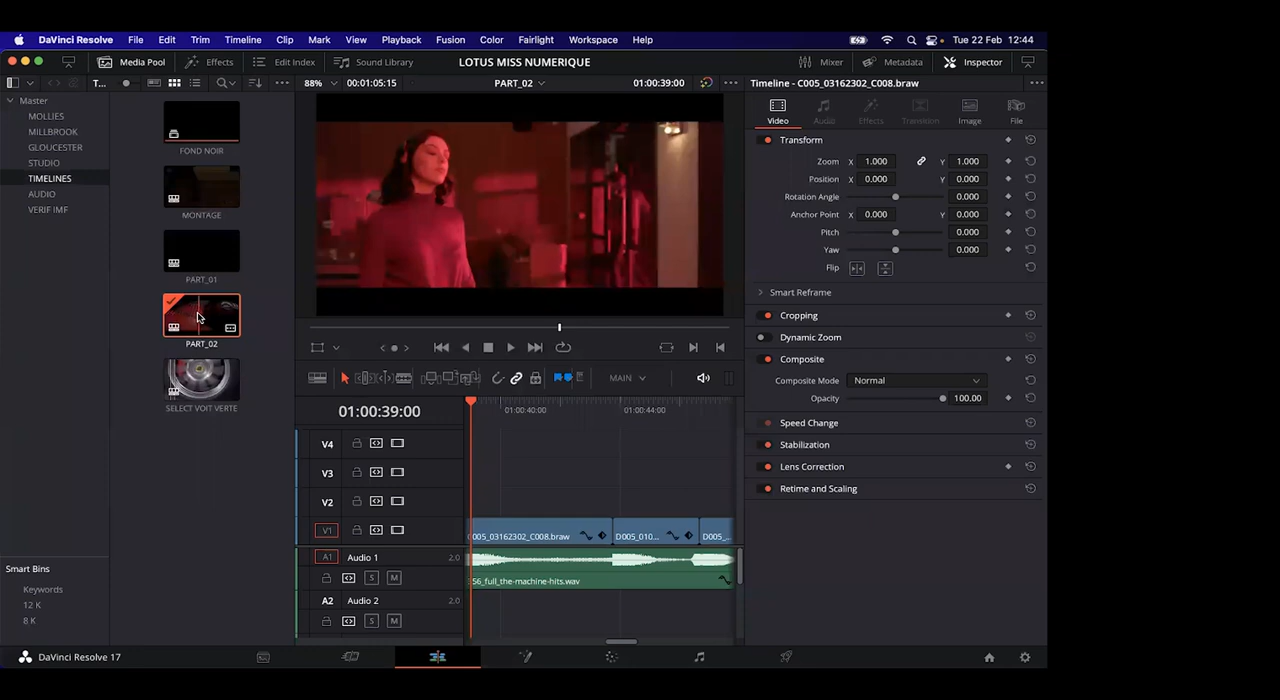 DaVinci Resolve File Edit Trim Timeline Clip Mark View Playback Fusion Color Fairlight Workspace Help Tue 22 Feb 12:44
Media Pool Effects Edit Index Sound Library LOTUS MISS NUMERIQUE Mixer Metadata Inspector
T... 88% 00:01:05:15 PART_02 01:00:39:00 Timeline - C005_03162302_C008.braw
Master
MOLLIES
MILLBROOK
GLOUCESTER
STUDIO
TIMELINES
AUDIO
VERIF IMF
FOND NOIR
MONTAGE
PART_01
PART_02
SELECT VOIT VERTE
Video Audio Effects Transition Image File
Transform
Zoom X 1.000 Y 1.000
Position X 0.000 Y 0.000
Rotation Angle 0.000
Anchor Point X 0.000 Y 0.000
Pitch 0.000
Yaw 0.000
Flip
Smart Reframe
Cropping
Dynamic Zoom
Composite
Composite Mode Normal
Opacity 100.00
Speed Change
Stabilization
Lens Correction
Retime and Scaling
MAIN
01:00:39:00 01:00:40:00 01:00:44:00
V4
V3
V2
V1 005_03162302_C008.braw D005_010... D005_...
A1 Audio 1 2.0
S M 56_full_the-machine-hits.wav
A2 Audio 2 2.0
S M
Smart Bins
Keywords
12 K
8 K
DaVinci Resolve 17